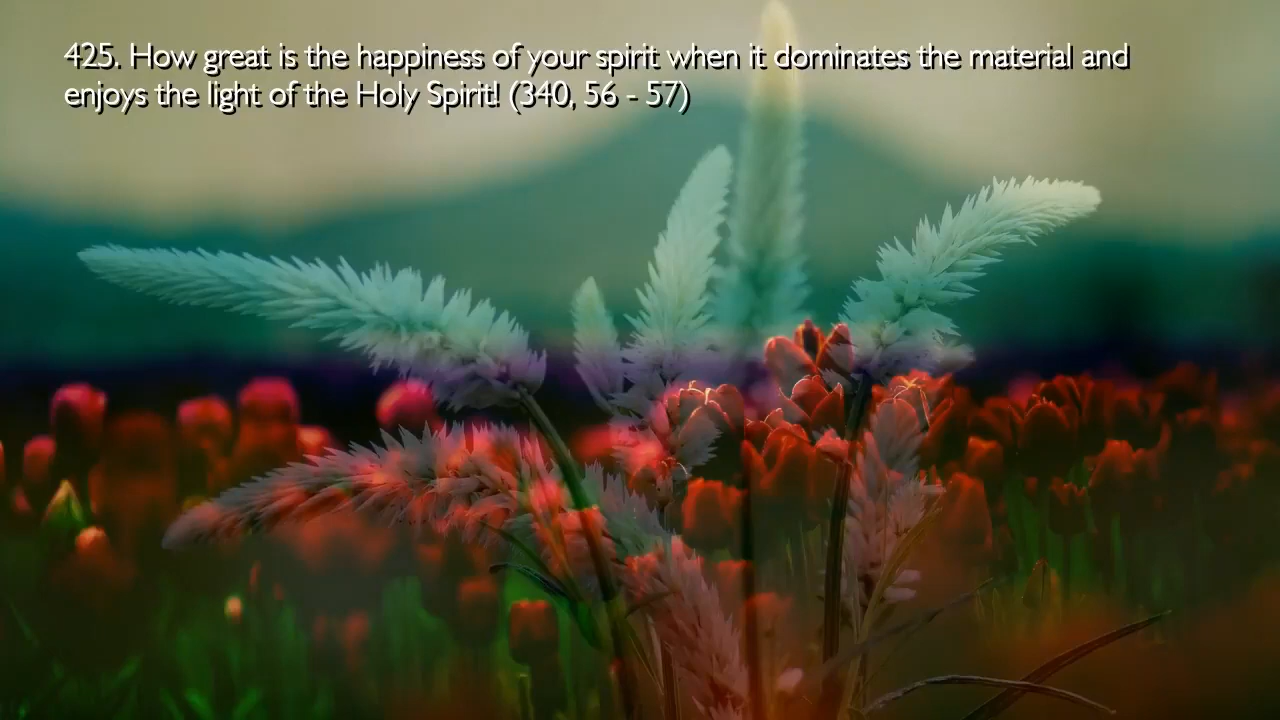 425. How great is the happiness of your spirit when it dominates the material and
enjoys the light of the Holy Spirit! (340, 56 - 57)